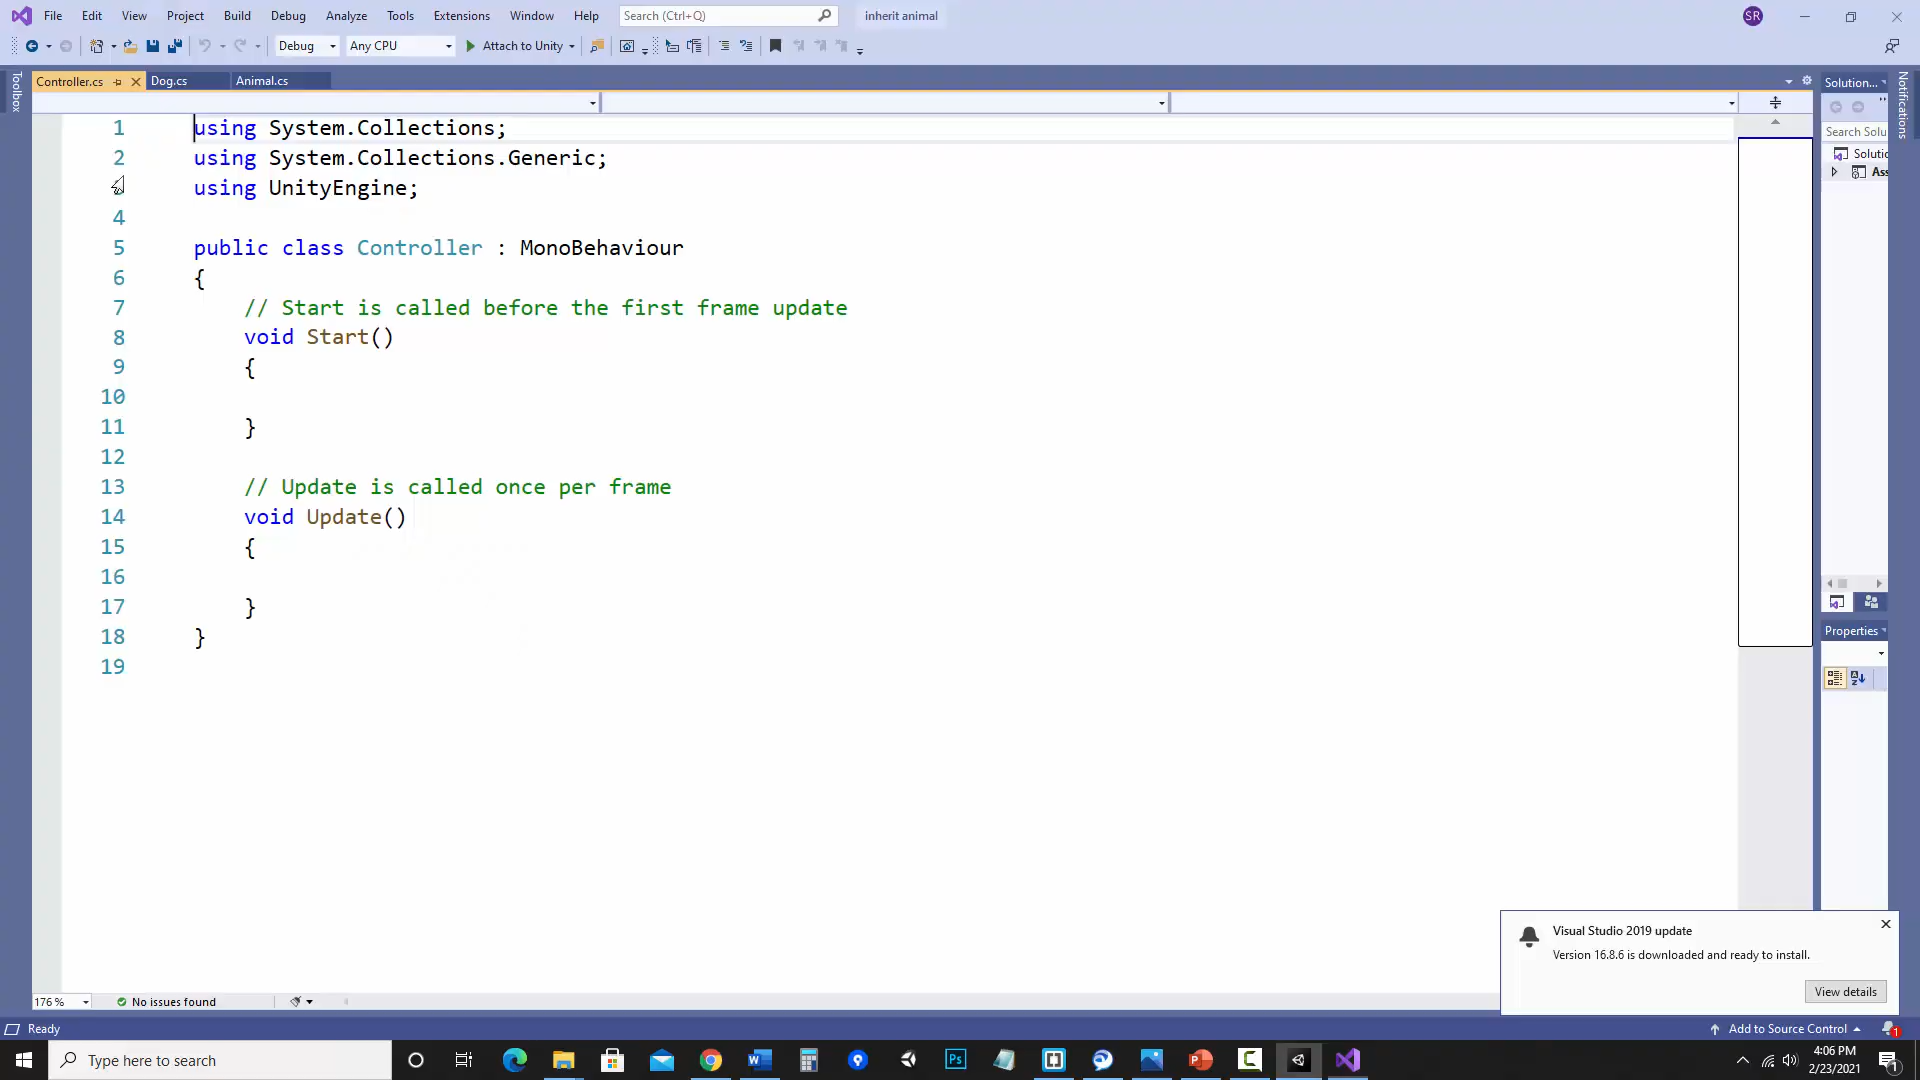 File Edit View Project Build Debug Analyze Tools Extensions Window Help Search (Ctrl+Q) inherit animal SR
Debug Any CPU Attach to Unity
Toolbox
Controller.cs Dog.cs Animal.cs
Solution...
Notifications
Search Solu
Solutic
Ass
1 using System.Collections;
2 using System.Collections.Generic;
using UnityEngine;
4
5 public class Controller : MonoBehaviour
6 {
7 // Start is called before the first frame update
8 void Start()
9 {
10
11 }
12
13 // Update is called once per frame
14 void Update()
15 {
16
17 }
18 }
19
Properties
Visual Studio 2019 update
Version 16.8.6 is downloaded and ready to install.
View details
176 % No issues found
Ready
Add to Source Control 1
Type here to search
4:06 PM
2/23/2021
1